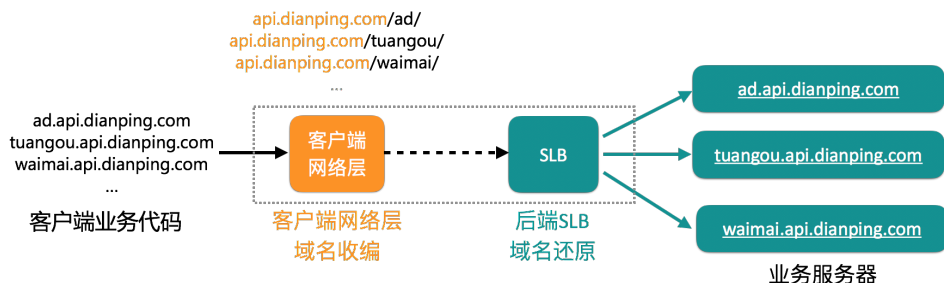 api.dianping.com/ad/
api.dianping.com/tuangou/
api.dianping.com/waimai/
...
ad.api.dianping.com
tuangou.api.dianping.com
waimai.api.dianping.com
...
客户端业务代码
客户端
网络层
客户端网络层
域名收编
SLB
后端SLB
域名还原
ad.api.dianping.com
tuangou.api.dianping.com
waimai.api.dianping.com
业务服务器